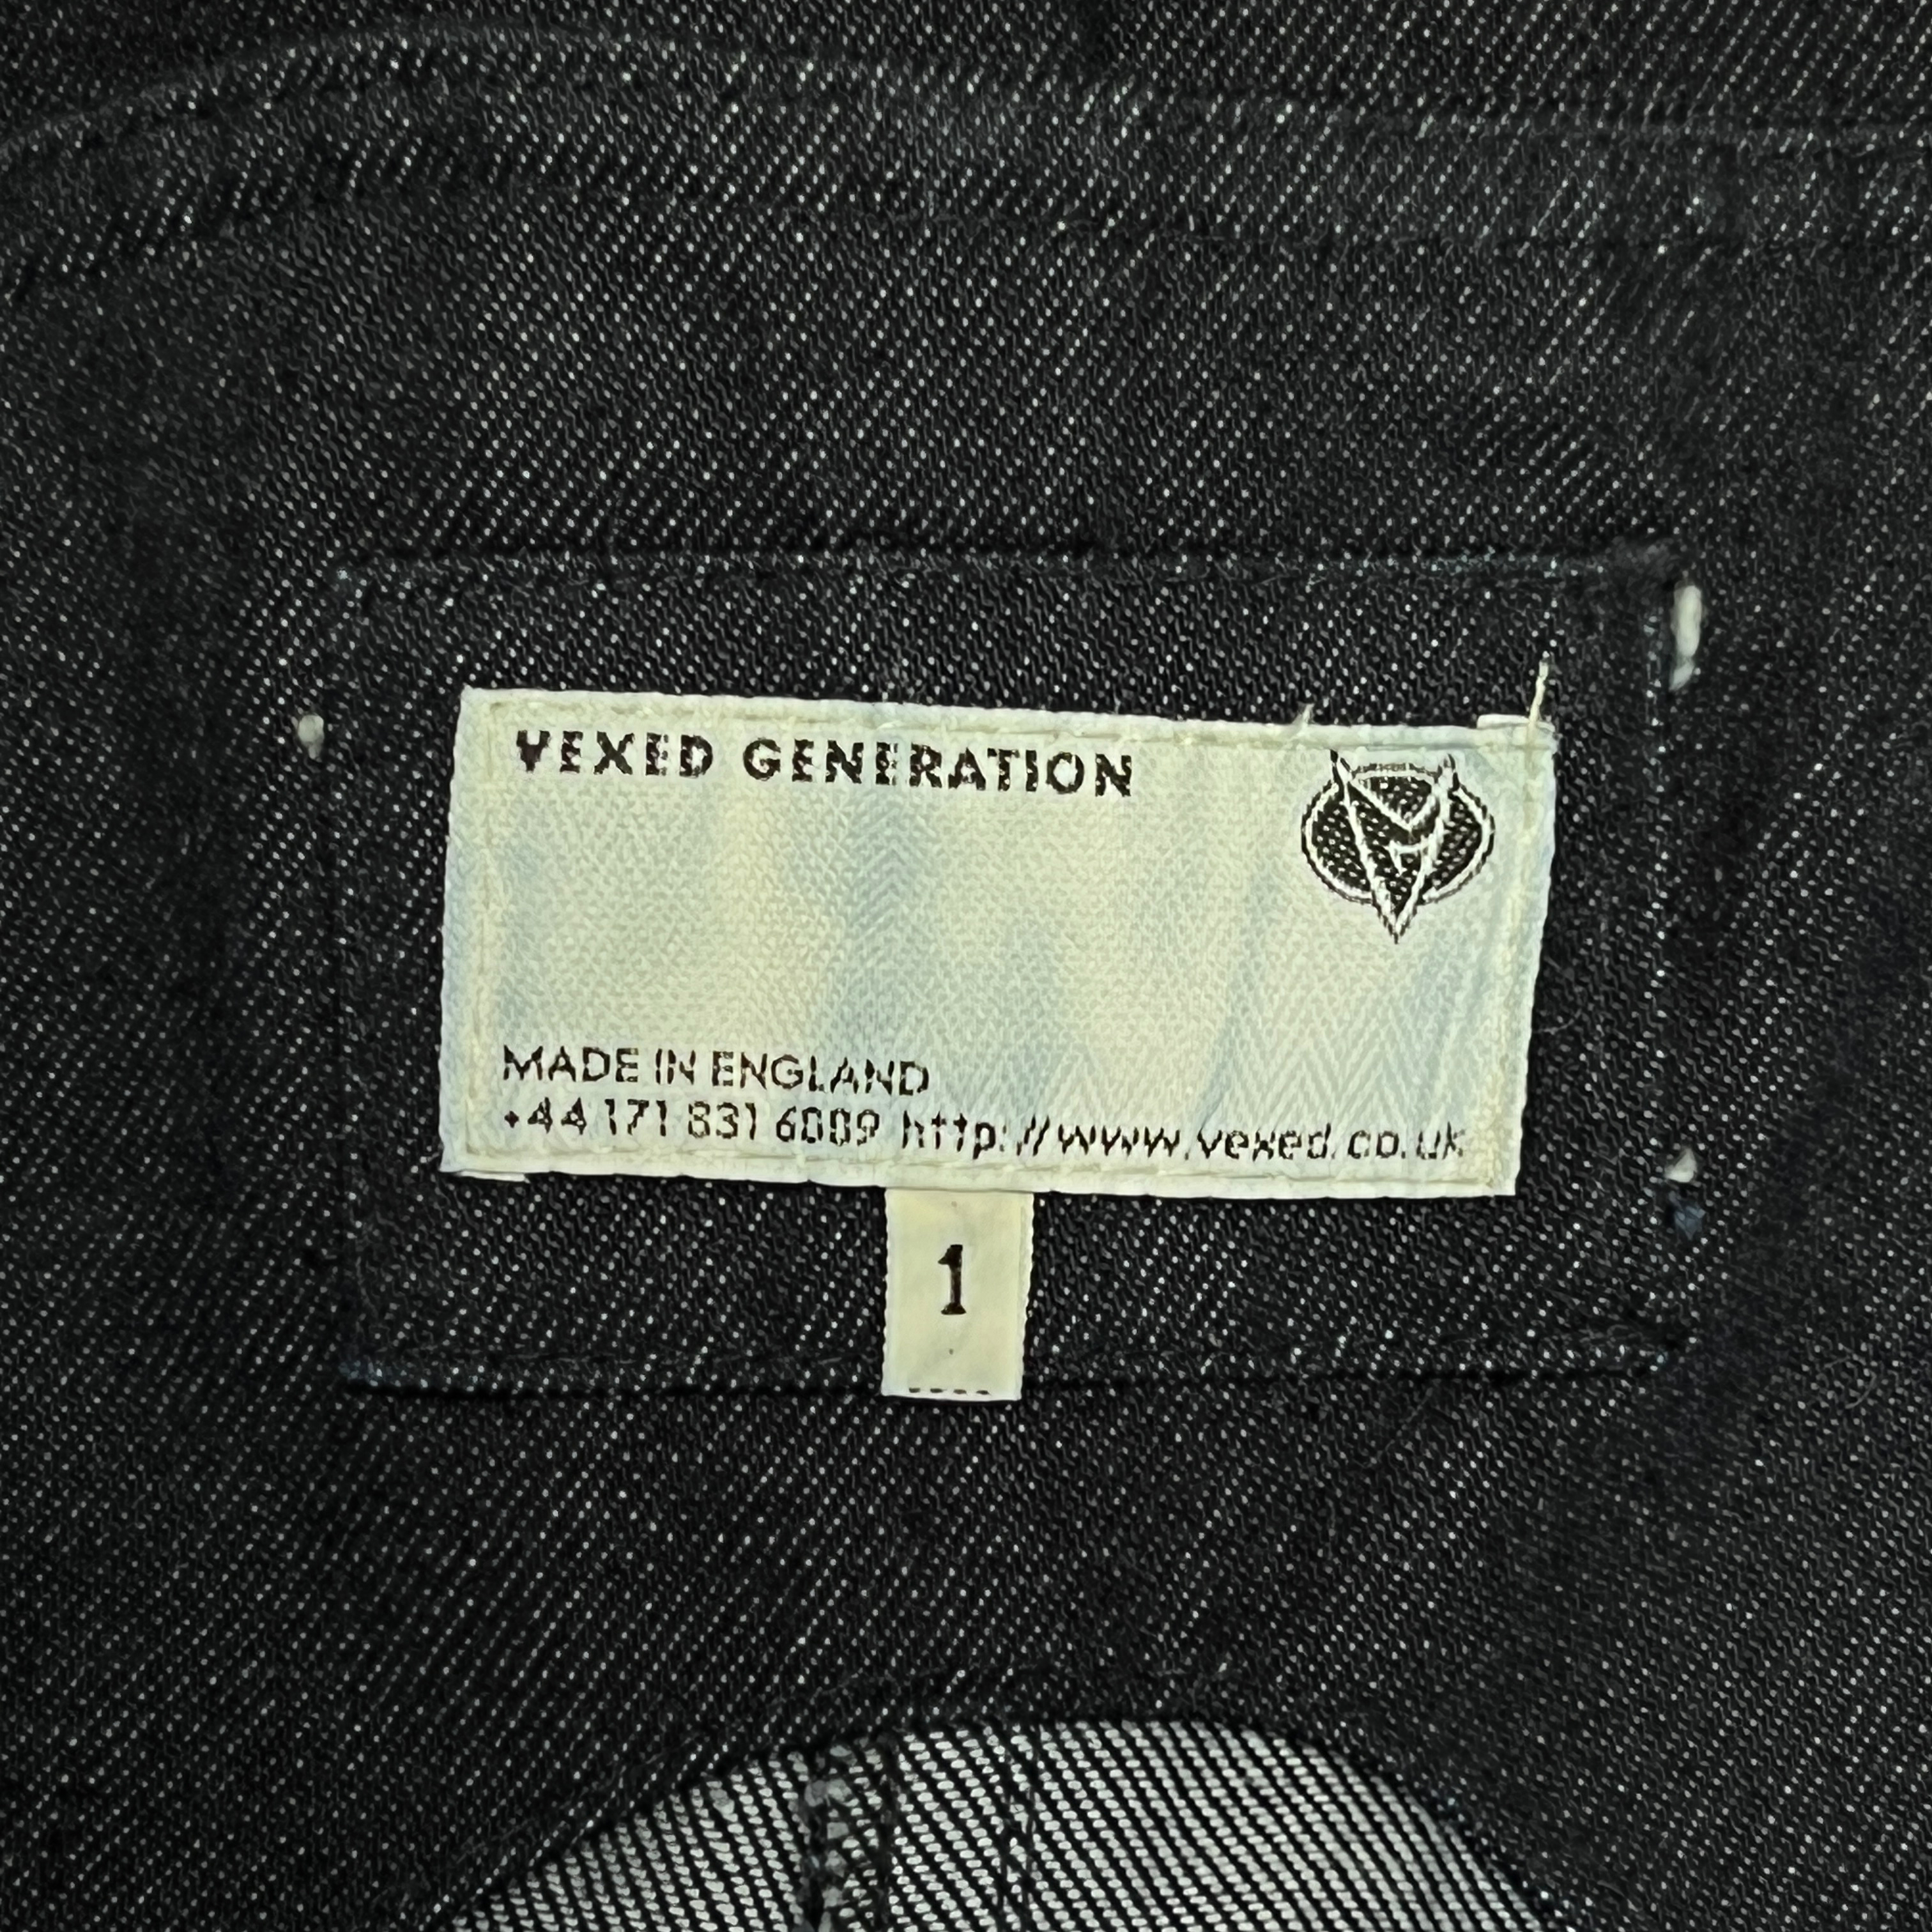 VEXED GENERATION
MADE IN ENGLAND
+44 171 831 6009 http://www.vexed.co.uk
1